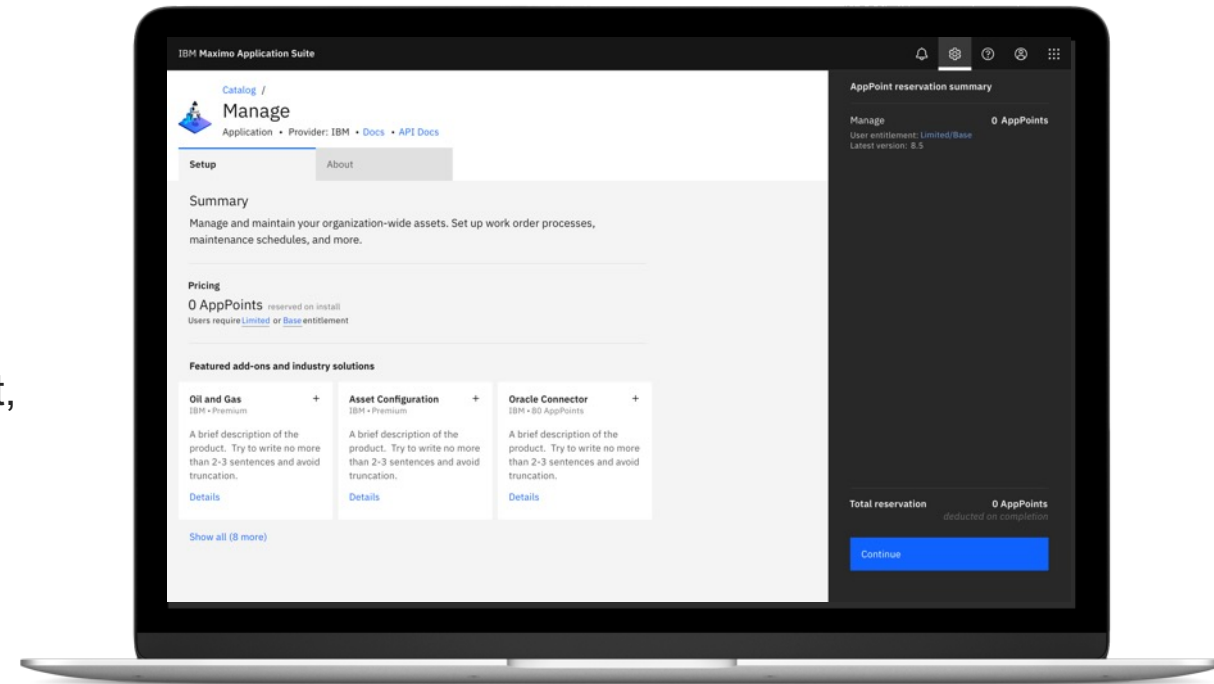 t,
IBM Maximo Application Suite
Catalog /
Manage
Application • Provider: IBM • Docs • API Docs
Setup
About
Summary
Manage and maintain your organization-wide assets. Set up work order processes,
maintenance schedules, and more.
Pricing
0 AppPoints reserved on install
Users require Limited or Base entitlement
Featured add-ons and industry solutions
Oil and Gas +
IBM • Premium
A brief description of the
product. Try to write no more
than 2-3 sentences and avoid
truncation.
Details
Asset Configuration +
IBM • Premium
A brief description of the
product. Try to write no more
than 2-3 sentences and avoid
truncation.
Details
Oracle Connector +
IBM • 80 AppPoints
A brief description of the
product. Try to write no more
than 2-3 sentences and avoid
truncation.
Details
Show all (8 more)
AppPoint reservation summary
Manage 0 AppPoints
User entitlement: Limited/Base
Latest version: 8.5
Total reservation 0 AppPoints
deducted on completion
Continue